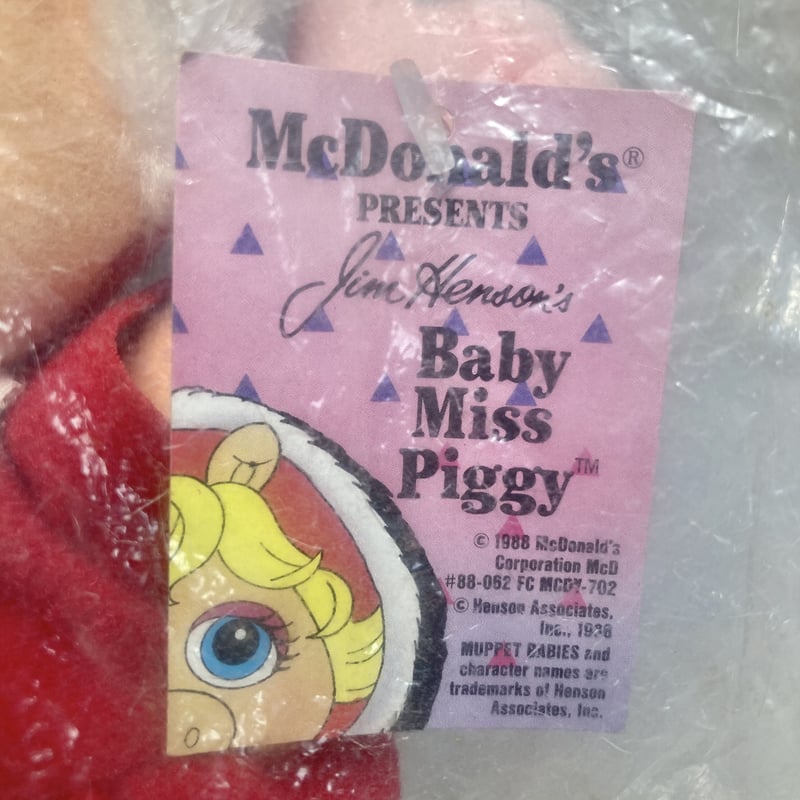 McDonald's®
PRESENTS
Jim Henson's
Baby
Miss
Piggy™
© 1988 McDonald's
Corporation McD
#88-062 FC MCDY-702
© Henson Associates,
Inc., 1988
MUPPET BABIES and
character names are
trademarks of Henson
Associates, Inc.